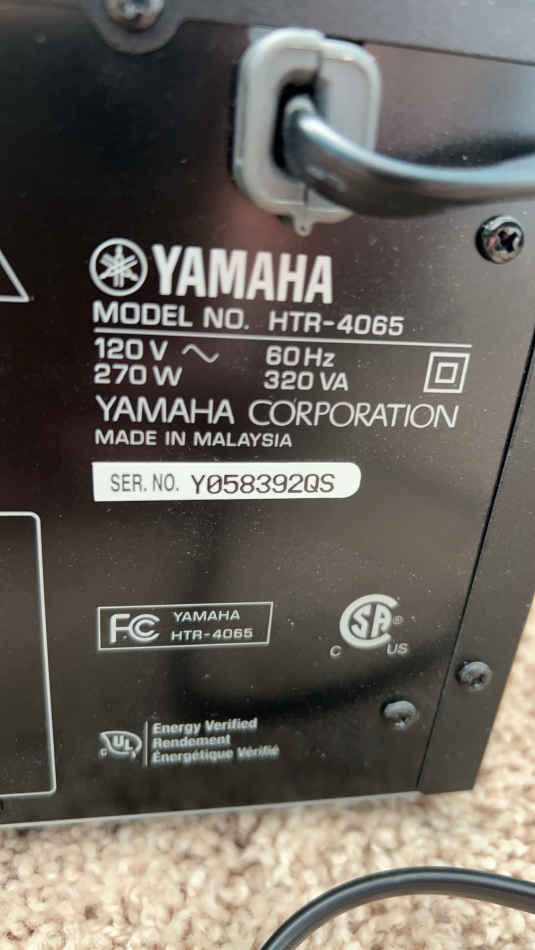 YAMAHA
MODEL NO. HTR-4065
120 V 60 Hz
270 W 320 VA
YAMAHA CORPORATION
MADE IN MALAYSIA
SER. NO. Y058392QS
FC YAMAHA
HTR-4065
SA®
C US
Energy Verified
c UL Rendement
Énergétique Vérifié